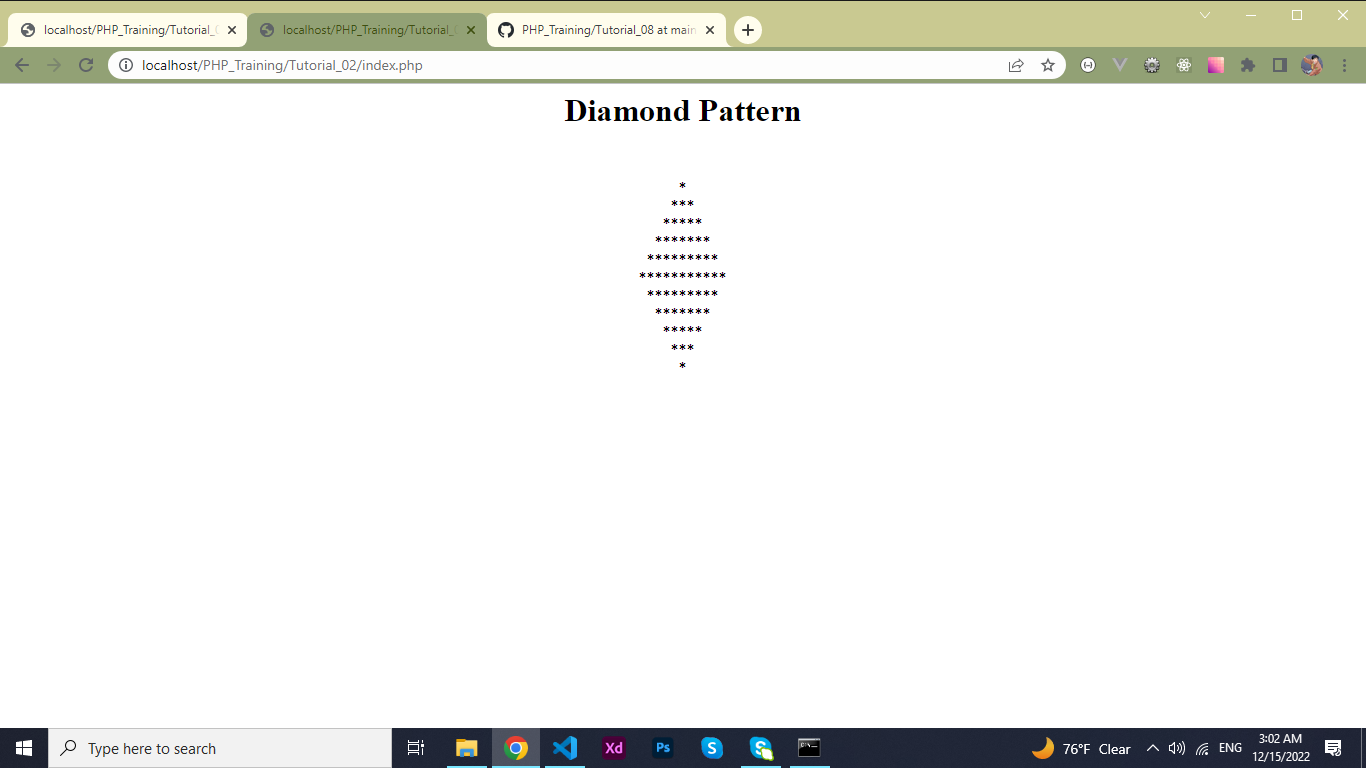 localhost/PHP_Training/Tutorial_
localhost/PHP_Training/Tutorial_
PHP_Training/Tutorial_08 at main
localhost/PHP_Training/Tutorial_02/index.php
Diamond Pattern
*
***
*****
*******
*********
***********
*********
*******
*****
***
*
Type here to search
Xd
Ps
S
S
C:\_
76°F Clear
ENG
3:02 AM
12/15/2022